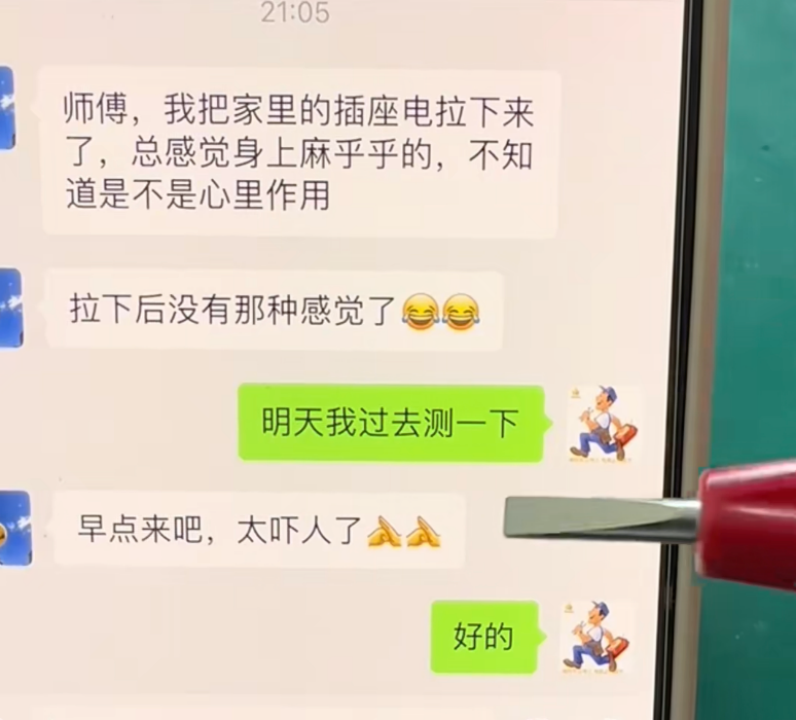 21:05
师傅，我把家里的插座电拉下来
了，总感觉身上麻乎乎的，不知
道是不是心里作用
拉下后没有那种感觉了😂😂
明天我过去测一下
早点来吧，太吓人了
好的